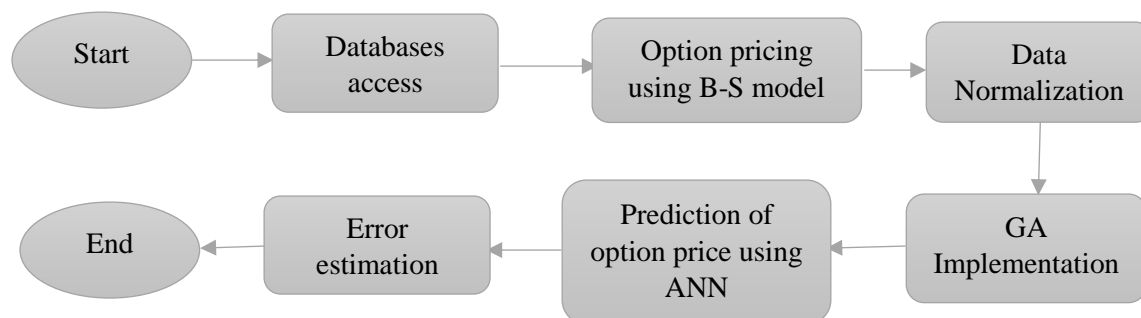 Start
Databases
access
Option pricing
using B-S model
Data
Normalization
GA
Implementation
Prediction of
option price using
ANN
Error
estimation
End